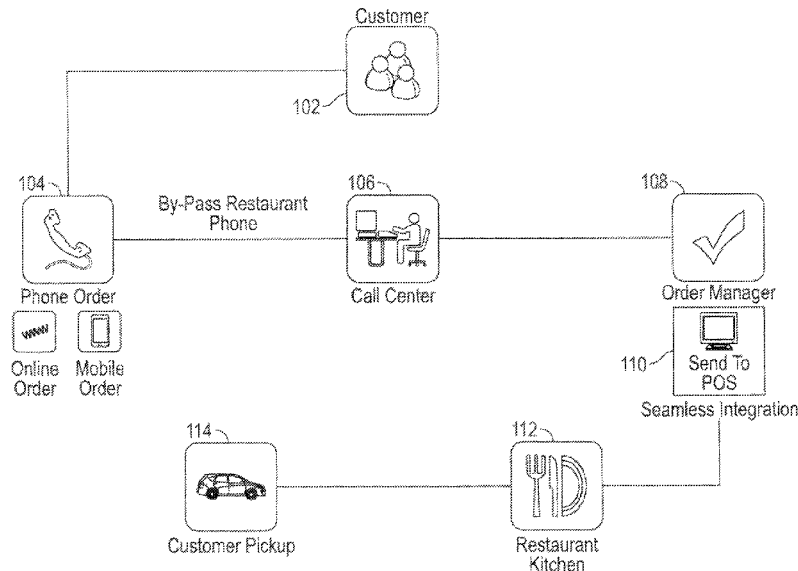 Customer
102
104
By-Pass Restaurant
Phone
106
108
Phone Order
Call Center
Order Manager
www
Online
Order
Mobile
Order
110
Send To
POS
Seamless Integration
114
112
Customer Pickup
Restaurant
Kitchen